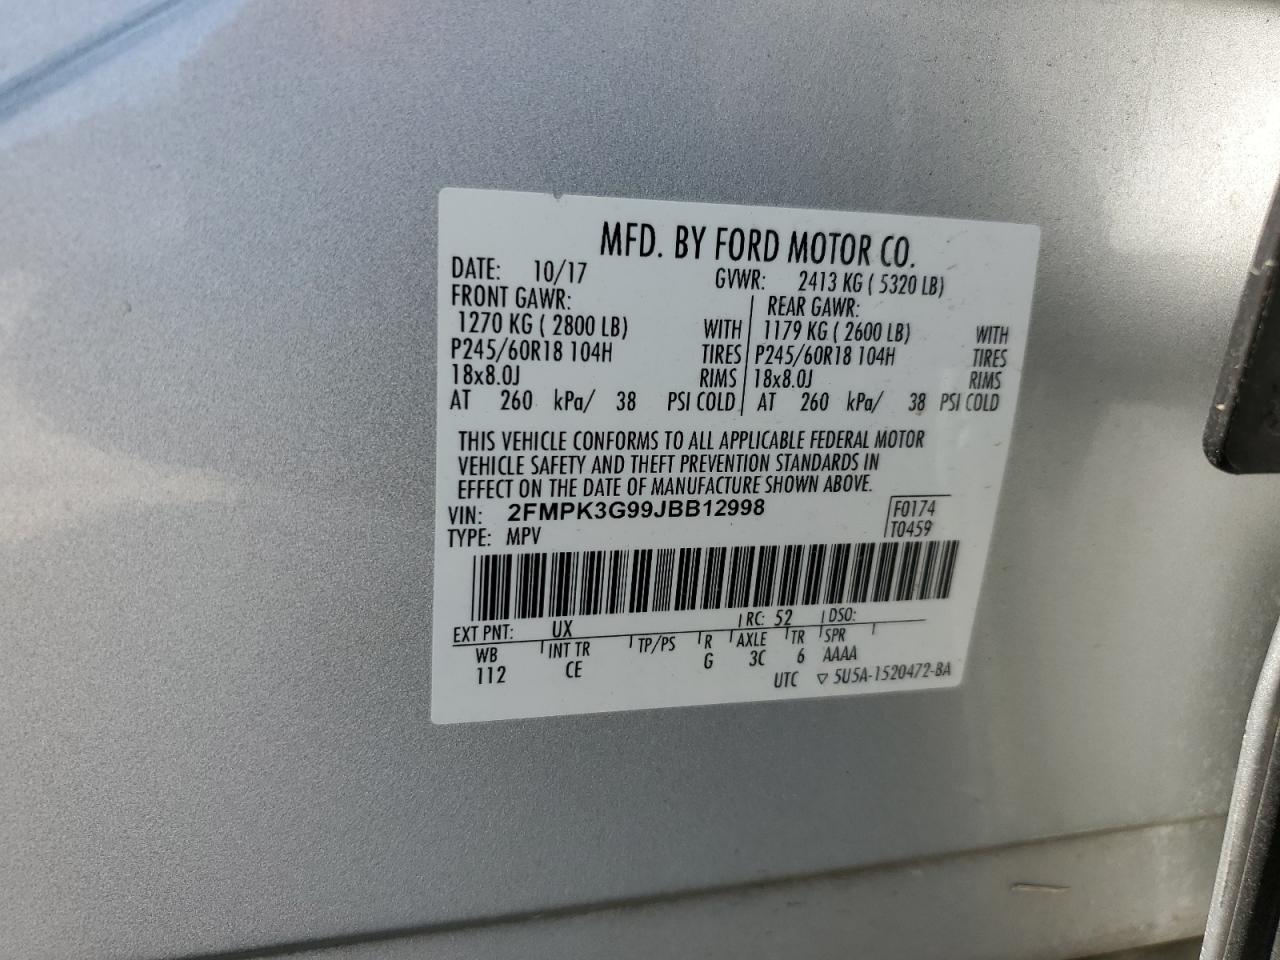 MFD. BY FORD MOTOR CO.
DATE: 10/17 GVWR: 2413 KG ( 5320 LB)
FRONT GAWR: REAR GAWR:
1270 KG ( 2800 LB) WITH 1179 KG ( 2600 LB) WITH
P245/60R18 104H TIRES P245/60R18 104H TIRES
18x8.0J RIMS 18x8.0J RIMS
AT 260 kPa/ 38 PSI COLD AT 260 kPa/ 38 PSI COLD
THIS VEHICLE CONFORMS TO ALL APPLICABLE FEDERAL MOTOR
VEHICLE SAFETY AND THEFT PREVENTION STANDARDS IN
EFFECT ON THE DATE OF MANUFACTURE SHOWN ABOVE.
VIN: 2FMPK3G99JBB12998 F0174
TYPE: MPV T0459
EXT PNT: UX RC: 52 DSO:
WB INT TR TP/PS R AXLE TR SPR
112 CE G 3C 6 AAAA
UTC ▽ 5U5A-1520472-BA